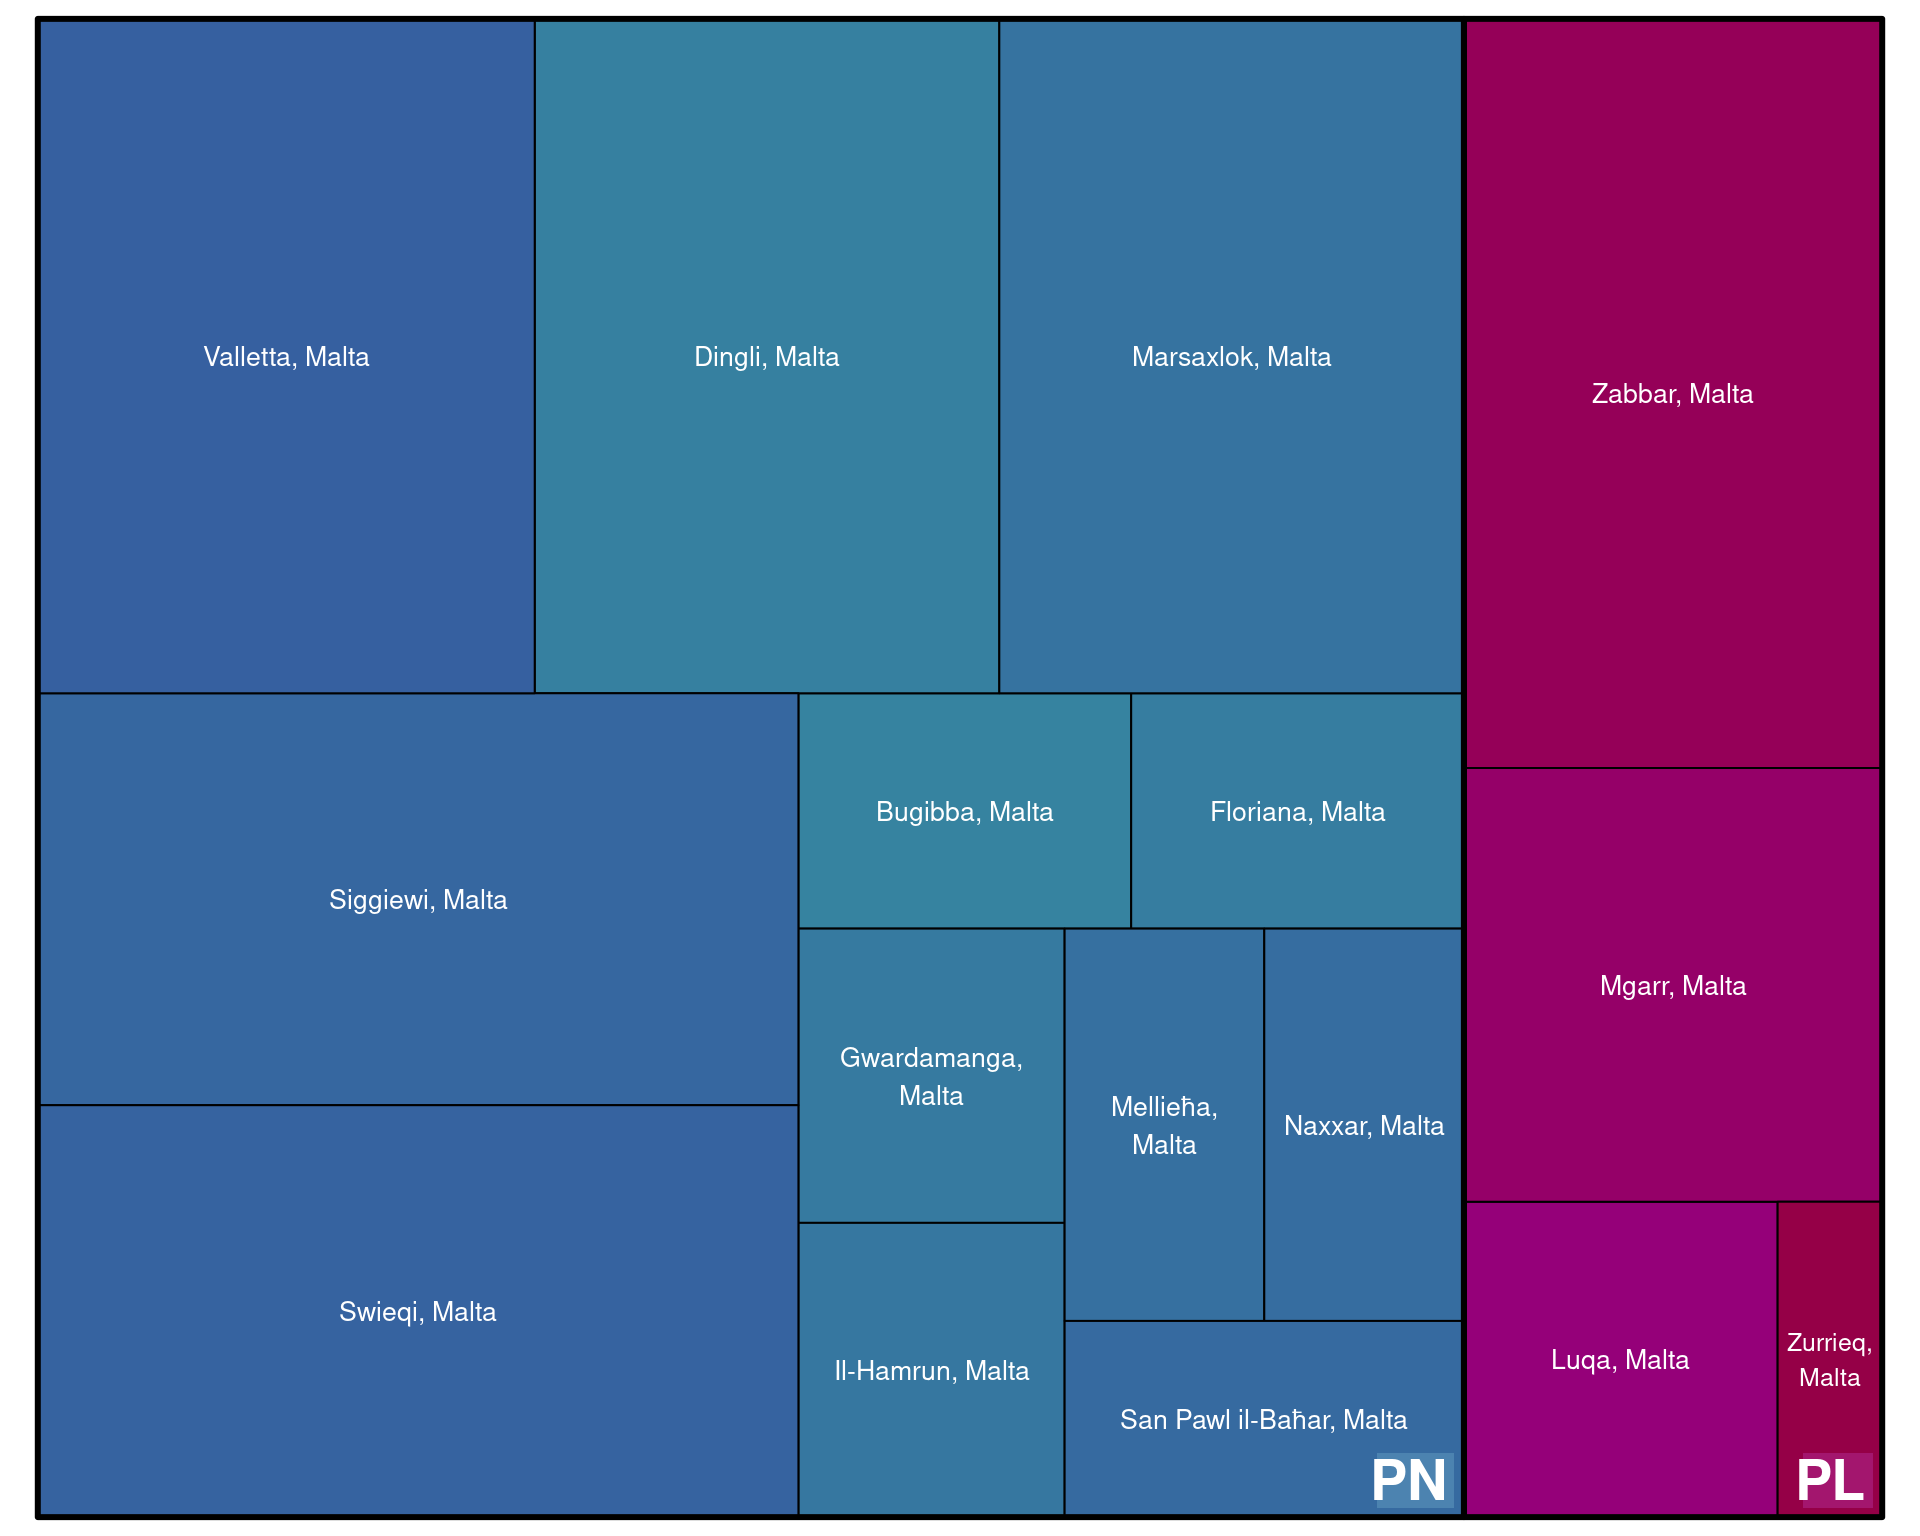 Valletta, Malta
Dingli, Malta
Marsaxlok, Malta
Zabbar, Malta
Bugibba, Malta
Floriana, Malta
Siggiewi, Malta
Mgarr, Malta
Gwardamanga,
Malta
Mellieħa,
Malta
Naxxar, Malta
Swieqi, Malta
Il-Hamrun, Malta
San Pawl il-Baħar, Malta
Luqa, Malta
Zurrieq,
Malta
PN
PL